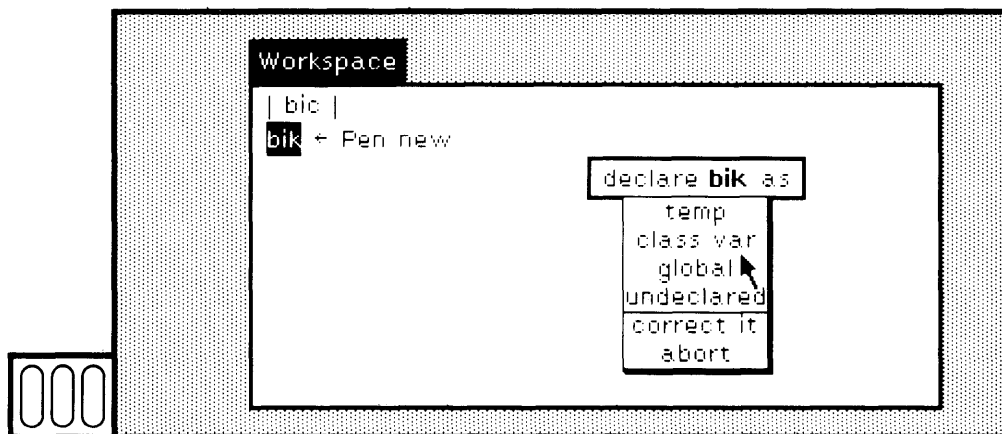 Workspace
| bic |
bik ← Pen new
declare bik as
temp
class var
global
undeclared
correct it
abort